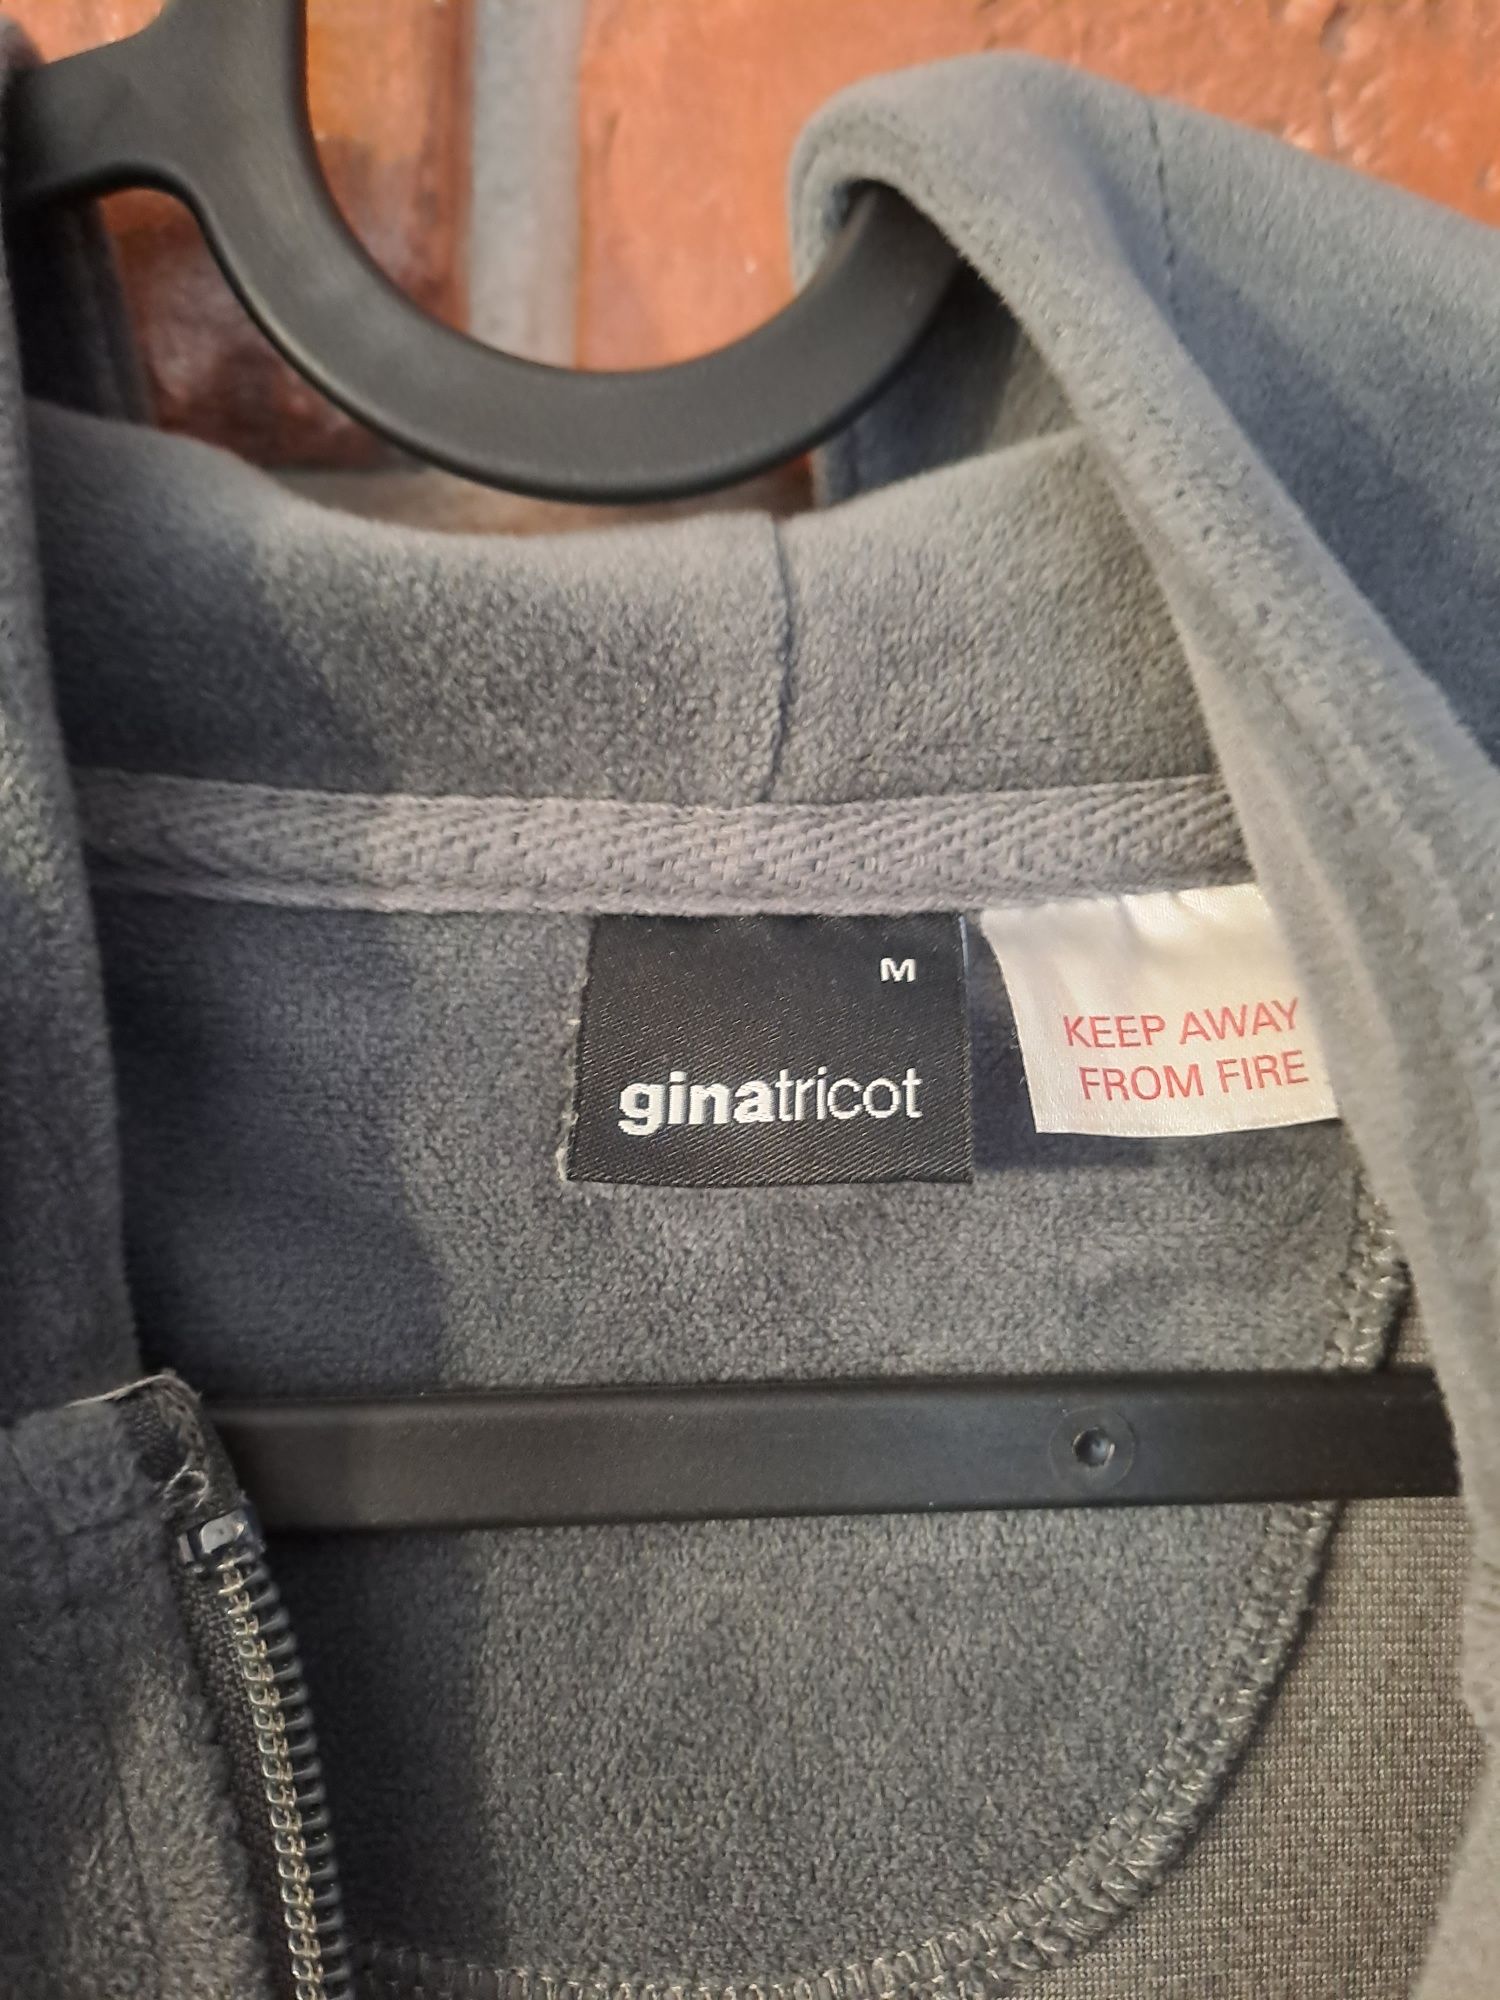 M
ginatricot
KEEP AWAY
FROM FIRE